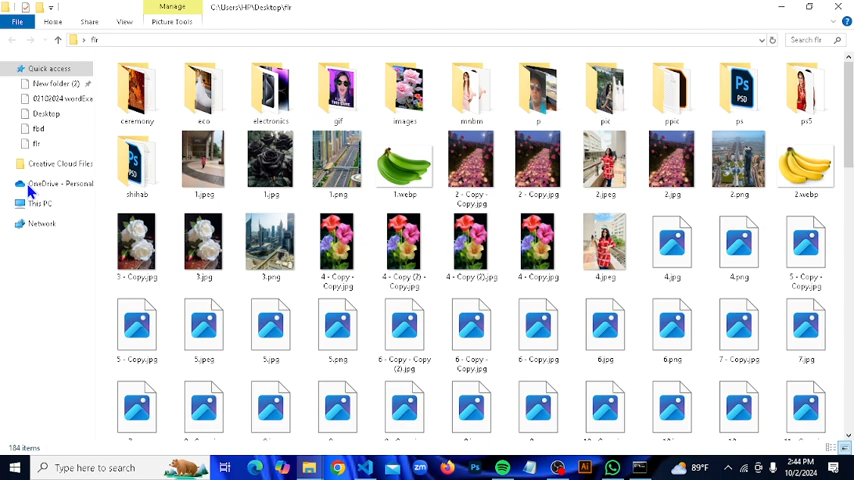 Manage
C:\Users\HP\Desktop\flr
File
Home
Share
View
Picture Tools
flr
Search flr
Quick access
New folder (2)
02102024 wordExa
Desktop
fbd
flr
Creative Cloud Files
OneDrive - Personal
This PC
Network
ceremony
eco
electronics
gif
images
mnbm
p
pic
ppic
ps
ps5
shihab
1.jpeg
1.jpg
1.png
1.webp
2 - Copy - Copy.jpg
2 - Copy.jpg
2.jpeg
2.jpg
2.png
2.webp
3 - Copy.jpg
3.jpg
3.png
4 - Copy - Copy.jpg
4 - Copy (2) - Copy.jpg
4 - Copy (2).jpg
4 - Copy.jpg
4.jpeg
4.jpg
4.png
5 - Copy - Copy.jpg
5 - Copy.jpg
5.jpeg
5.jpg
5.png
6 - Copy - Copy (2).jpg
6 - Copy - Copy.jpg
6 - Copy.jpg
6.jpg
6.png
7 - Copy.jpg
7.jpg
184 items
Type here to search
89°F
2:44 PM
10/2/2024